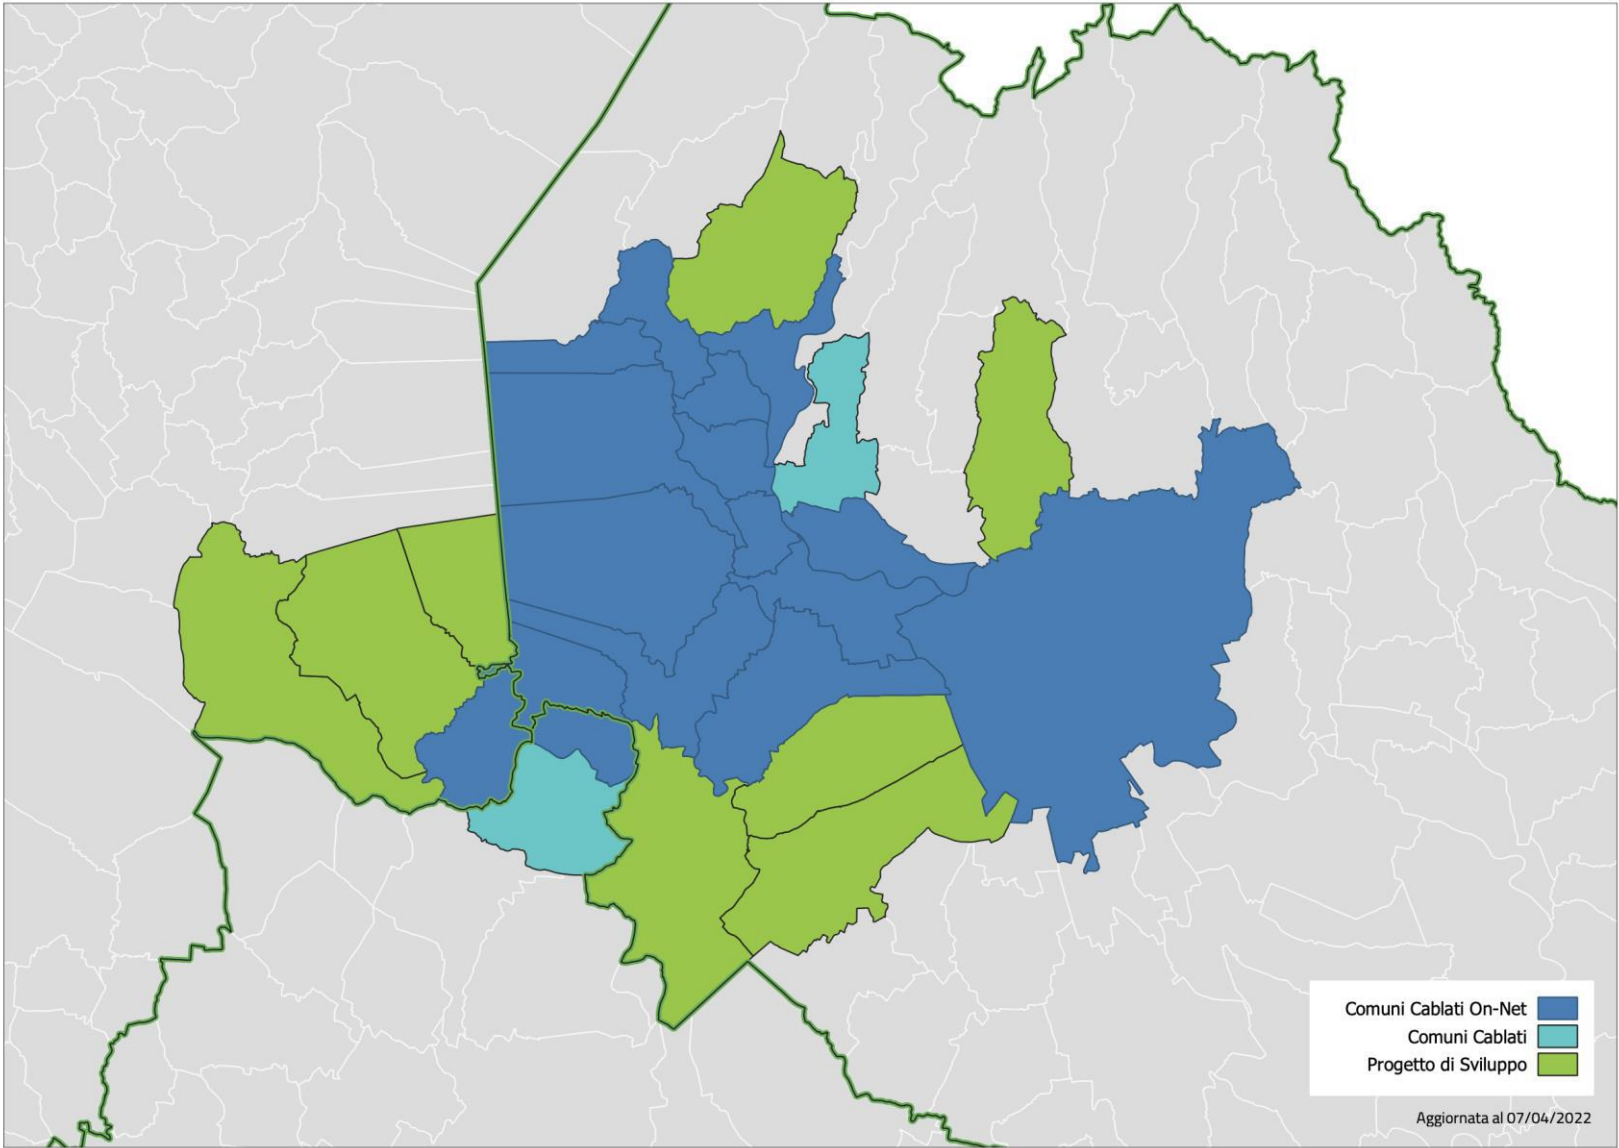 Comuni Cablati On-Net
Comuni Cablati
Progetto di Sviluppo
Aggiornata al 07/04/2022